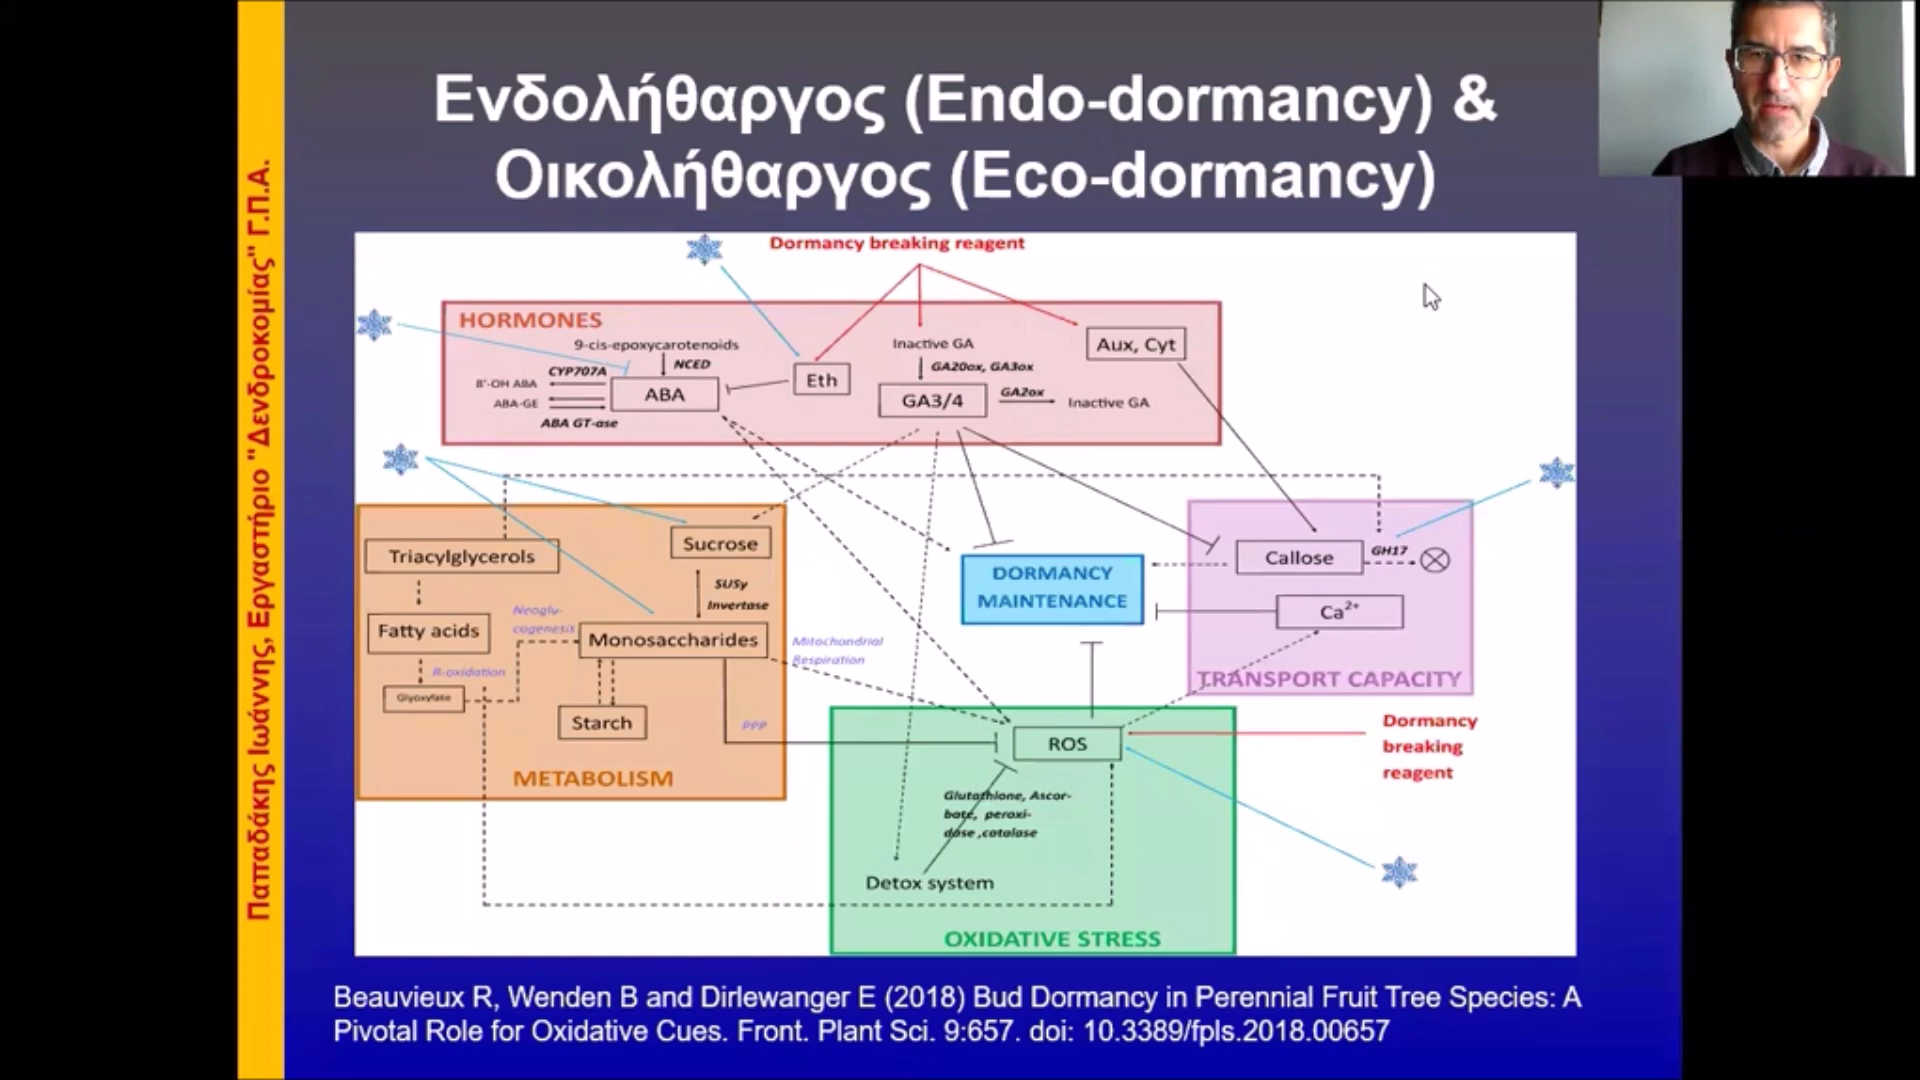 Παπαδάκης Ιωάννης, Εργαστήριο "Δενδροκομίας" Γ.Π.Α.
Ενδολήθαργος (Endo-dormancy) &
Οικολήθαργος (Eco-dormancy)
Dormancy breaking reagent
HORMONES
9-cis-epoxycarotenoids
NCED
CYP707A
8'-OH ABA
ABA-GE
ABA GT-ase
ABA
Eth
Inactive GA
GA20ox, GA3ox
GA3/4
GA2ox
Inactive GA
Aux, Cyt
Triacylglycerols
Fatty acids
ß-oxidation
Glyoxylate
Neoglu-
cogenesis
Sucrose
SUSy
Invertase
Monosaccharides
Starch
PPP
METABOLISM
Mitochondrial
Respiration
DORMANCY
MAINTENANCE
Callose
GH17
Ca2+
TRANSPORT CAPACITY
ROS
Glutathione, Ascor-
bate, peroxi-
dase ,catalase
Detox system
OXIDATIVE STRESS
Dormancy
breaking
reagent
Beauvieux R, Wenden B and Dirlewanger E (2018) Bud Dormancy in Perennial Fruit Tree Species: A
Pivotal Role for Oxidative Cues. Front. Plant Sci. 9:657. doi: 10.3389/fpls.2018.00657